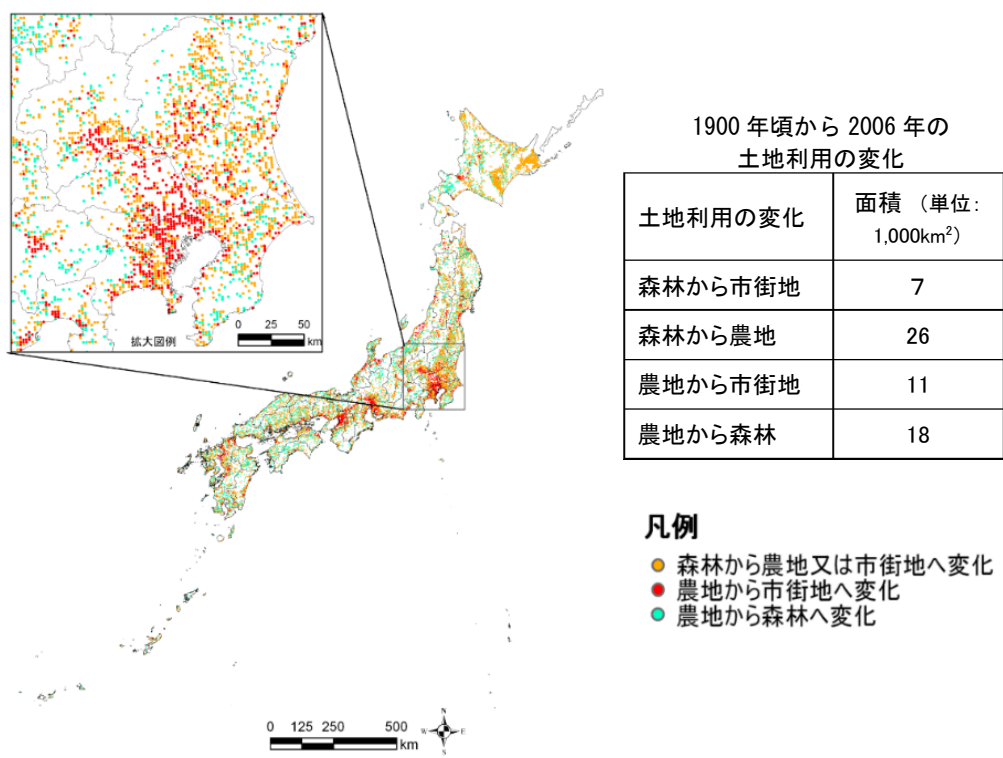 拡大図例
0 25 50
km
1900 年頃から 2006 年の
土地利用の変化
土地利用の変化
面積 （単位：
1,000km²）
森林から市街地
7
森林から農地
26
農地から市街地
11
農地から森林
18
凡例
森林から農地又は市街地へ変化
農地から市街地へ変化
農地から森林へ変化
0 125 250 500
km
N
W E
S